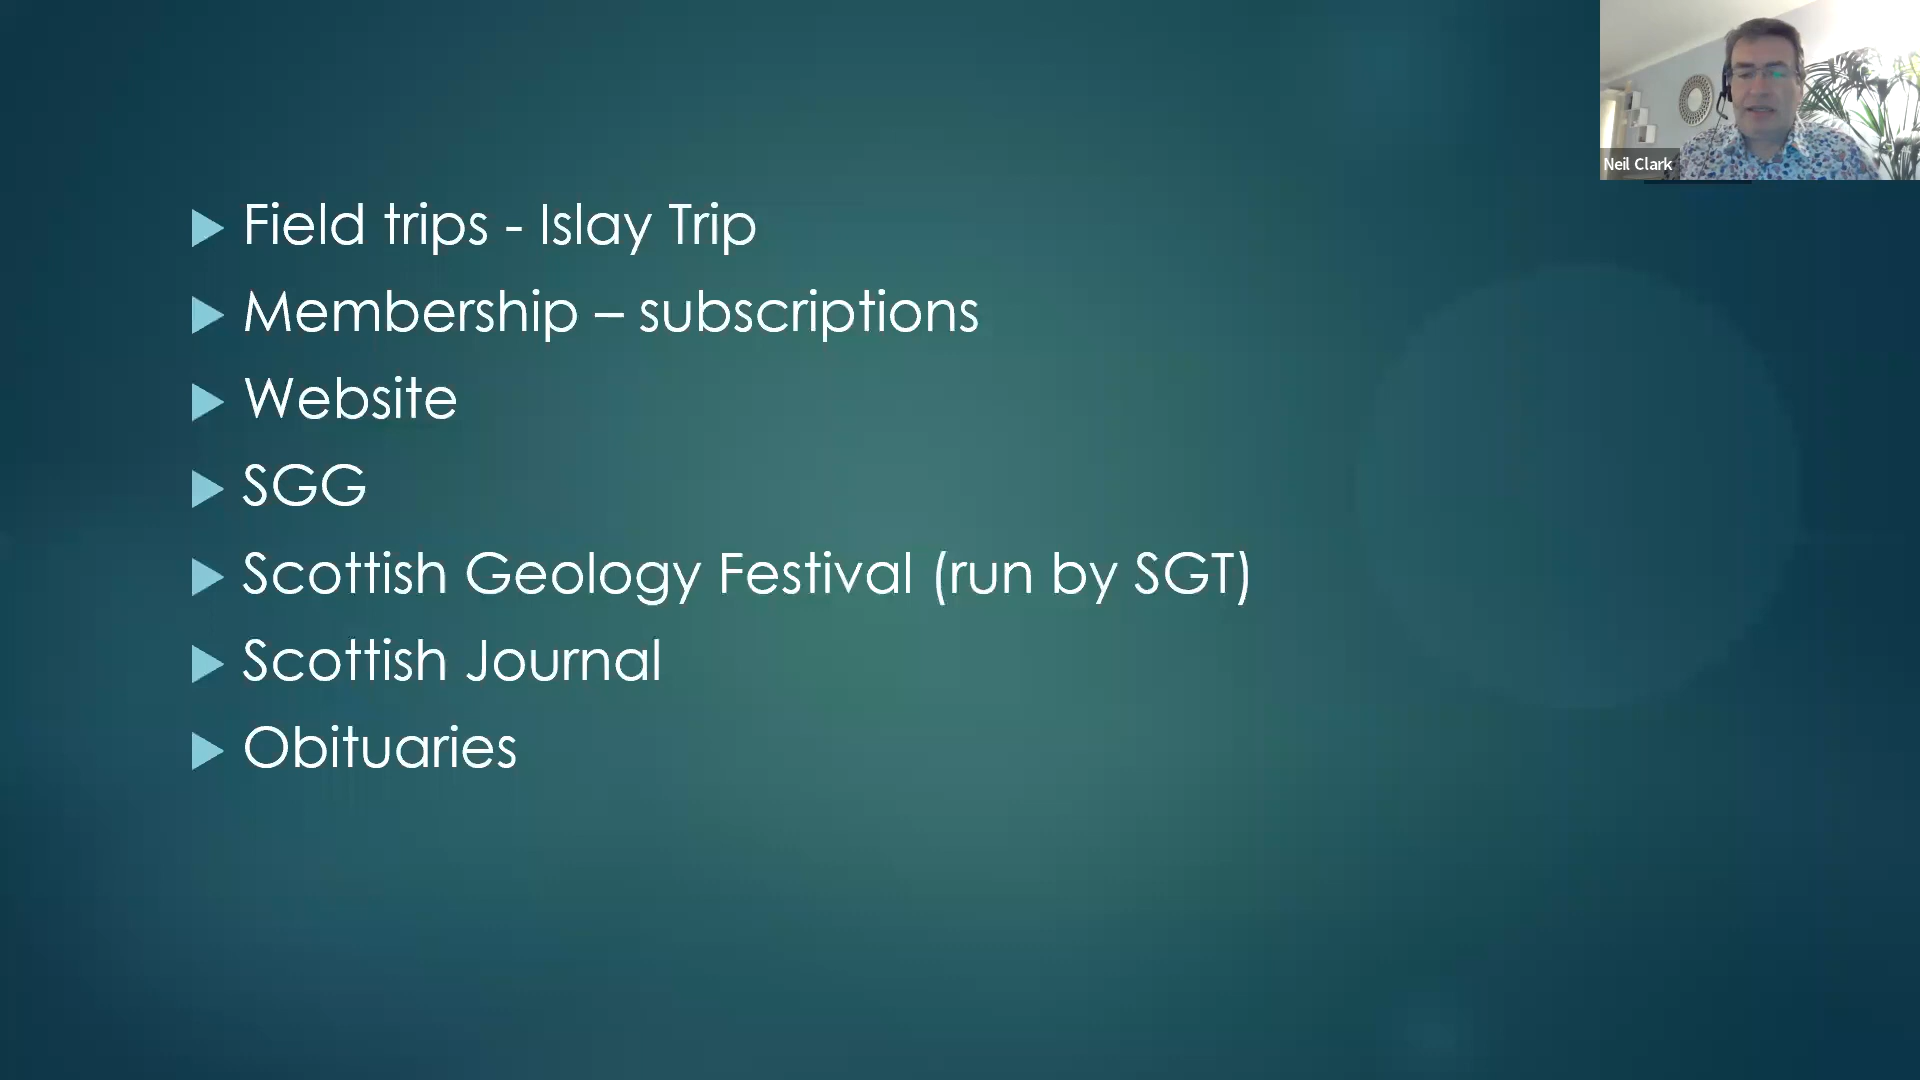 Neil Clark
Field trips - Islay Trip
Membership – subscriptions
Website
SGG
Scottish Geology Festival (run by SGT)
Scottish Journal
Obituaries